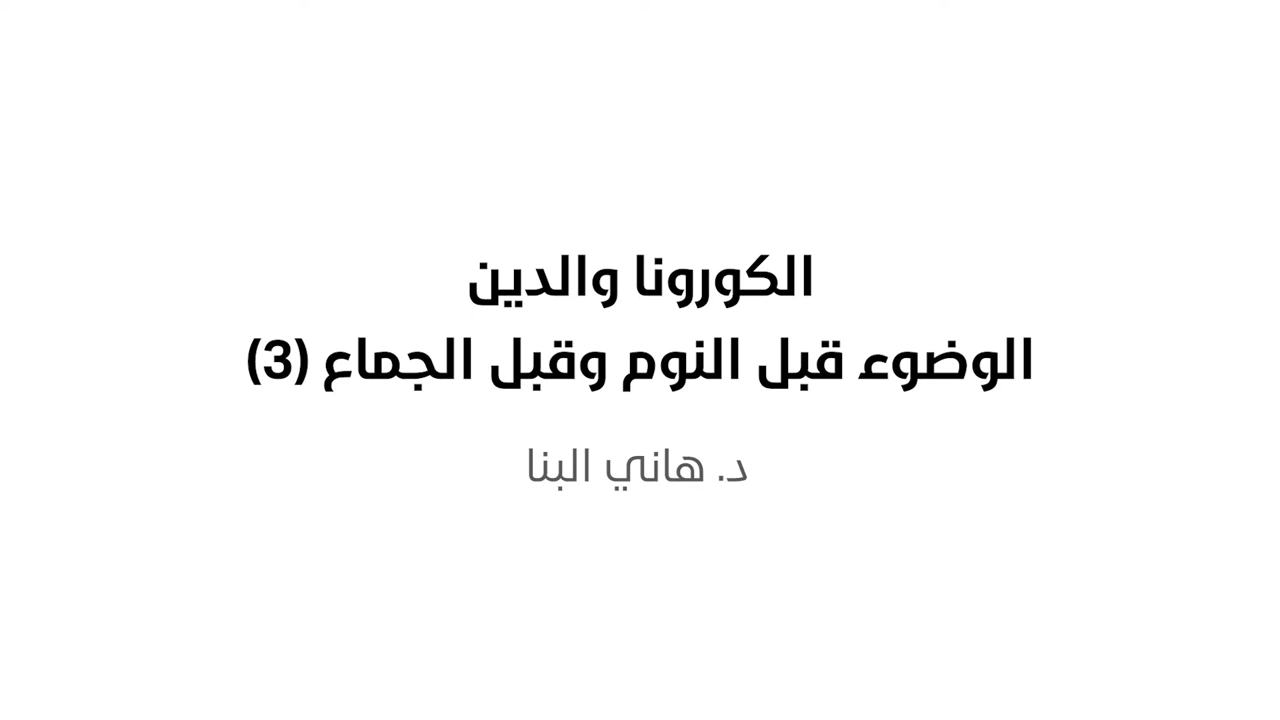 الكورونا والدين
الوضوء قبل النوم وقبل الجماع (3)
د. هاني البنا